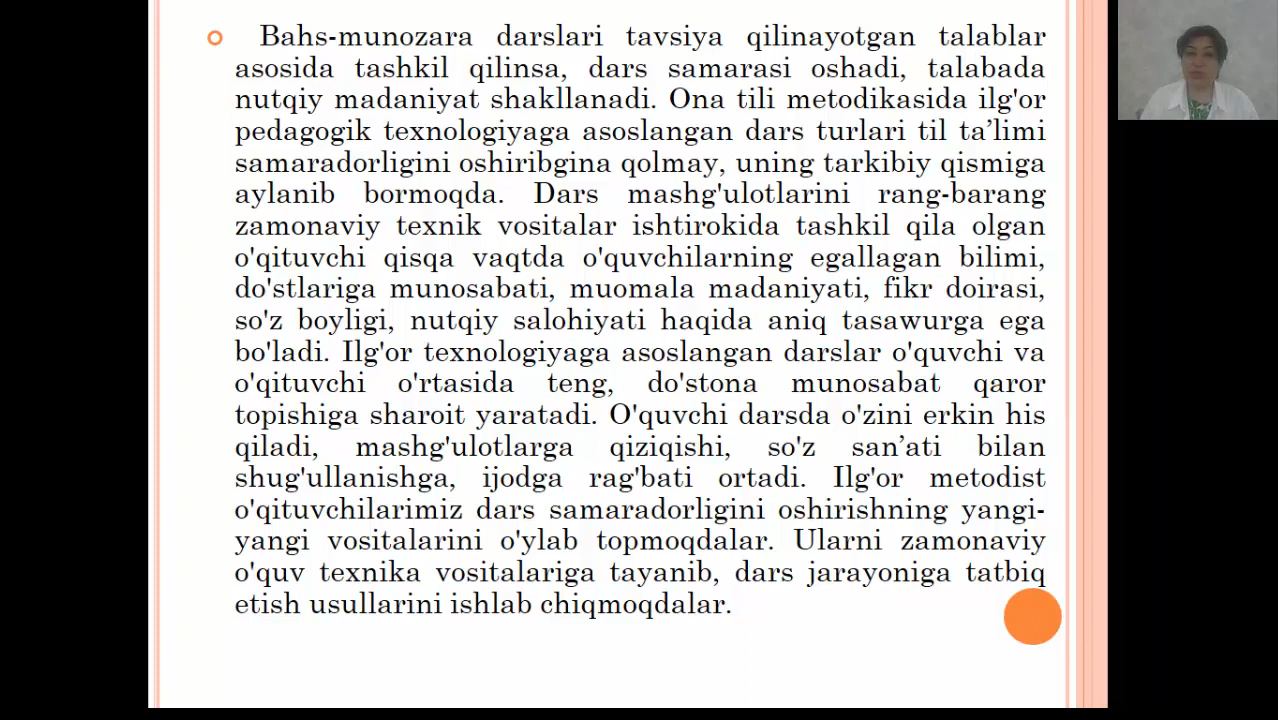 Bahs-munozara darslari tavsiya qilinayotgan talablar
asosida tashkil qilinsa, dars samarasi oshadi, talabada
nutqiy madaniyat shakllanadi. Ona tili metodikasida ilg'or
pedagogik texnologiyaga asoslangan dars turlari til ta’limi
samaradorligini oshiribgina qolmay, uning tarkibiy qismiga
aylanib bormoqda. Dars mashg'ulotlarini rang-barang
zamonaviy texnik vositalar ishtirokida tashkil qila olgan
o'qituvchi qisqa vaqtda o'quvchilarning egallagan bilimi,
do'stlariga munosabati, muomala madaniyati, fikr doirasi,
so'z boyligi, nutqiy salohiyati haqida aniq tasawurga ega
bo'ladi. Ilg'or texnologiyaga asoslangan darslar o'quvchi va
o'qituvchi o'rtasida teng, do'stona munosabat qaror
topishiga sharoit yaratadi. O'quvchi darsda o'zini erkin his
qiladi, mashg'ulotlarga qiziqishi, so'z san’ati bilan
shug'ullanishga, ijodga rag'bati ortadi. Ilg'or metodist
o'qituvchilarimiz dars samaradorligini oshirishning yangi-
yangi vositalarini o'ylab topmoqdalar. Ularni zamonaviy
o'quv texnika vositalariga tayanib, dars jarayoniga tatbiq
etish usullarini ishlab chiqmoqdalar.